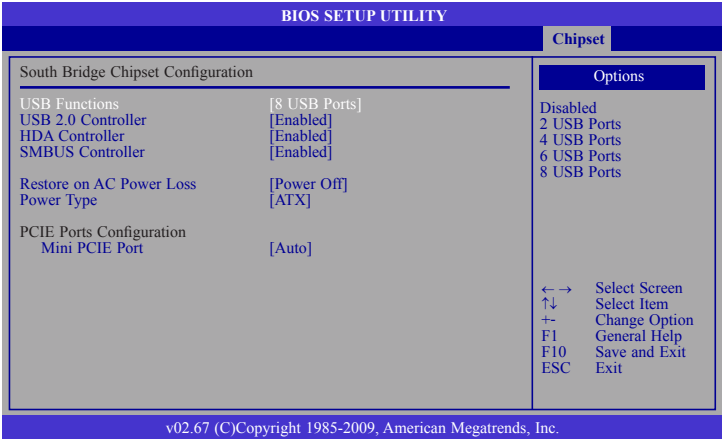 BIOS SETUP UTILITY
Chipset
South Bridge Chipset Configuration
USB Functions [8 USB Ports]
USB 2.0 Controller [Enabled]
HDA Controller [Enabled]
SMBUS Controller [Enabled]
Restore on AC Power Loss [Power Off]
Power Type [ATX]
PCIE Ports Configuration
Mini PCIE Port [Auto]
Options
Disabled
2 USB Ports
4 USB Ports
6 USB Ports
8 USB Ports
←→ Select Screen
↑↓ Select Item
+- Change Option
F1 General Help
F10 Save and Exit
ESC Exit
v02.67 (C)Copyright 1985-2009, American Megatrends, Inc.